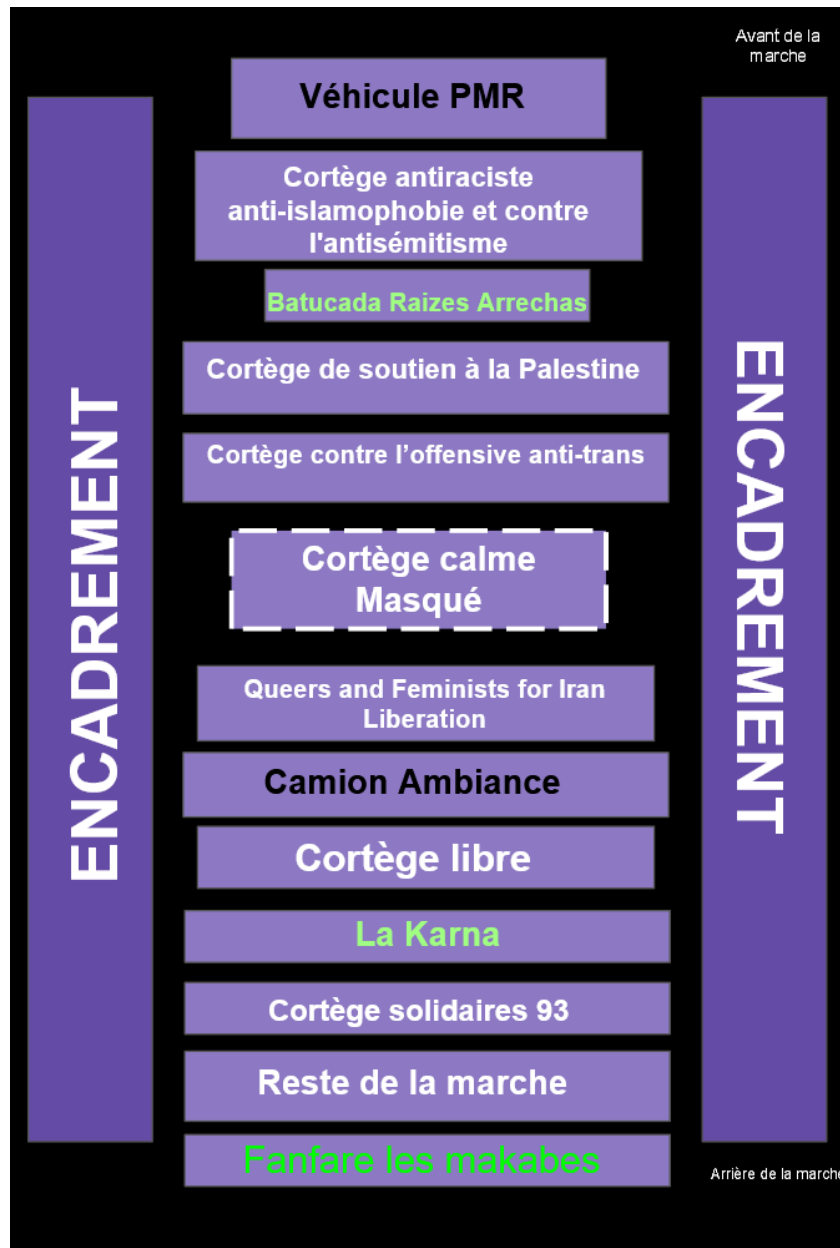 Avant de la
marche
Véhicule PMR
Cortège antiraciste
anti-islamophobie et contre
l'antisémitisme
Batucada Raizes Arrechas
Cortège de soutien à la Palestine
Cortège contre l’offensive anti-trans
Cortège calme
Masqué
Queers and Feminists for Iran
Liberation
Camion Ambiance
Cortège libre
La Karna
Cortège solidaires 93
Reste de la marche
Fanfare les makabes
ENCADREMENT
ENCADREMENT
Arrière de la marche